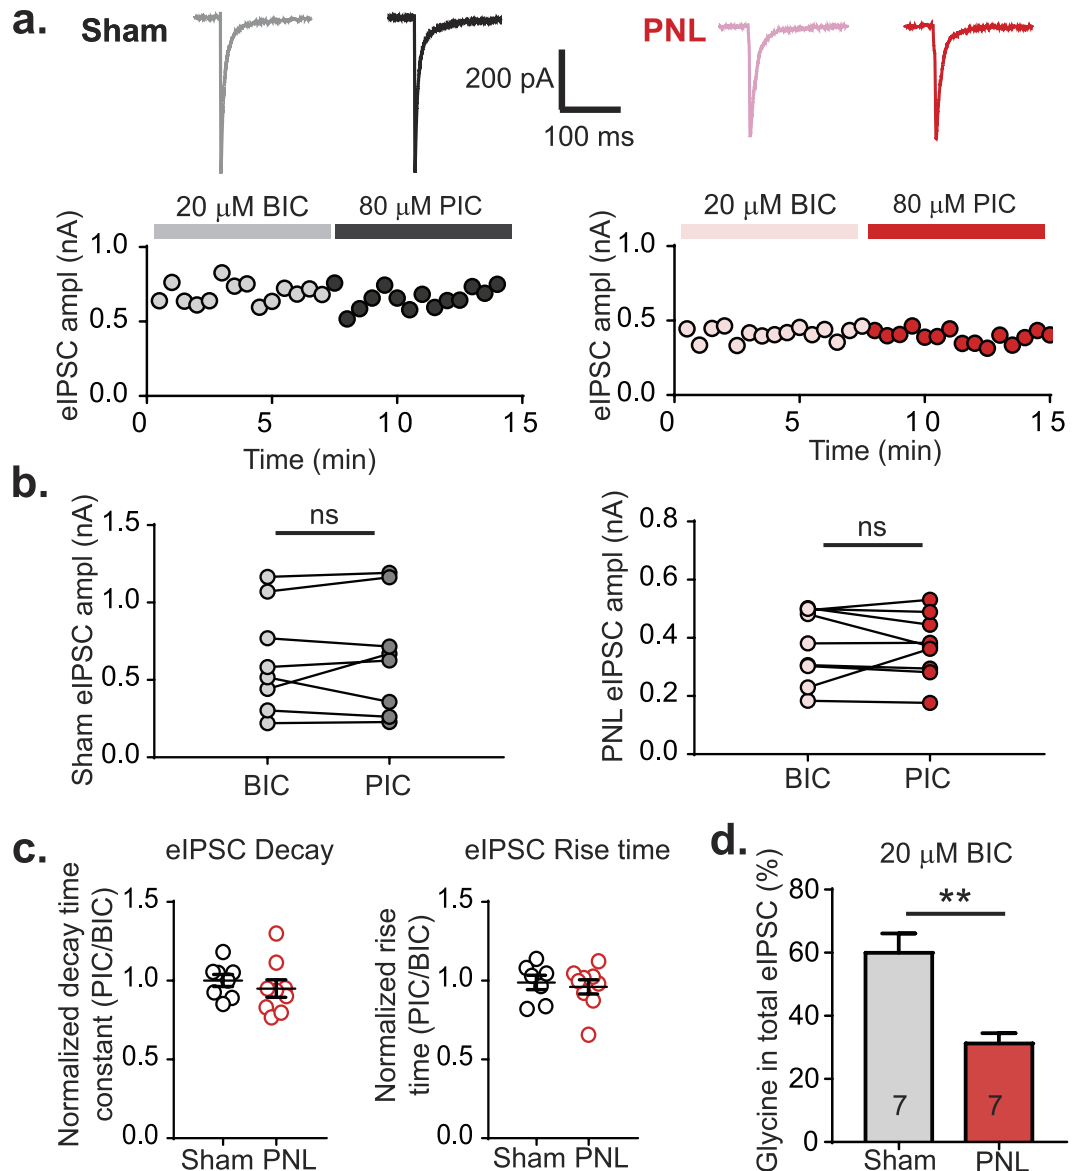 a.
Sham
PNL
200 pA
100 ms
20 μM BIC
80 μM PIC
eIPSC ampl (nA)
1.0
0.5
0.0
0
5
10
15
Time (min)
20 μM BIC
80 μM PIC
eIPSC ampl (nA)
1.0
0.5
0.0
0
5
10
15
Time (min)
b.
Sham eIPSC ampl (nA)
1.5
1.0
0.5
0.0
ns
BIC
PIC
PNL eIPSC ampl (nA)
0.8
0.6
0.4
0.2
0.0
ns
BIC
PIC
c.
eIPSC Decay
Normalized decay time
constant (PIC/BIC)
1.5
1.0
0.5
0.0
Sham PNL
eIPSC Rise time
Normalized rise
time (PIC/BIC)
1.5
1.0
0.5
0.0
Sham PNL
d.
20 μM BIC
Glycine in total eIPSC (%)
80
60
40
20
0
**
7
7
Sham
PNL